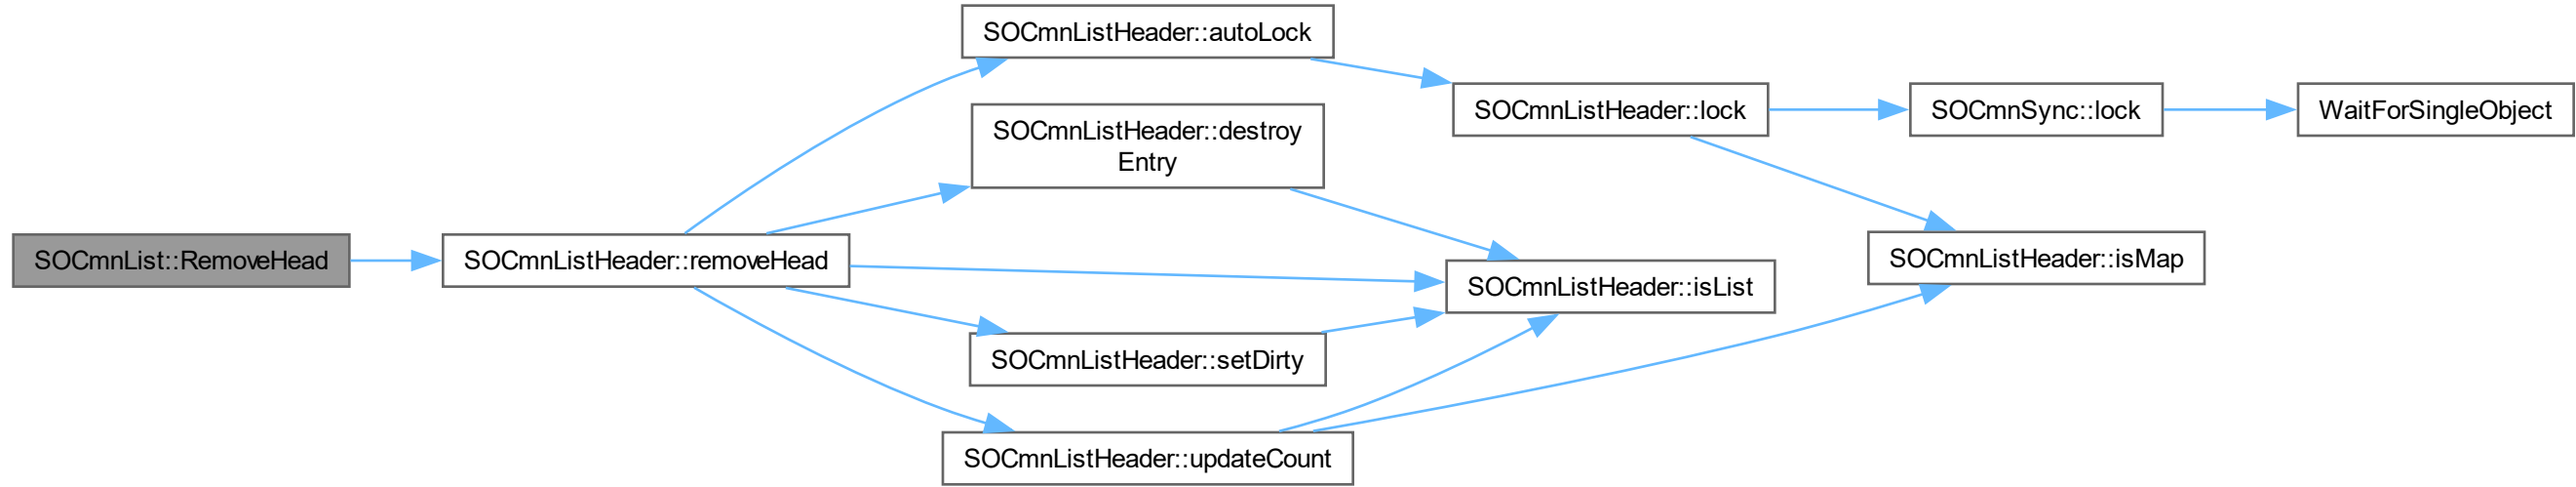 SOCmnList::RemoveHead
SOCmnListHeader::removeHead
SOCmnListHeader::autoLock
SOCmnListHeader::destroy
Entry
SOCmnListHeader::setDirty
SOCmnListHeader::updateCount
SOCmnListHeader::lock
SOCmnListHeader::isList
SOCmnSync::lock
SOCmnListHeader::isMap
WaitForSingleObject